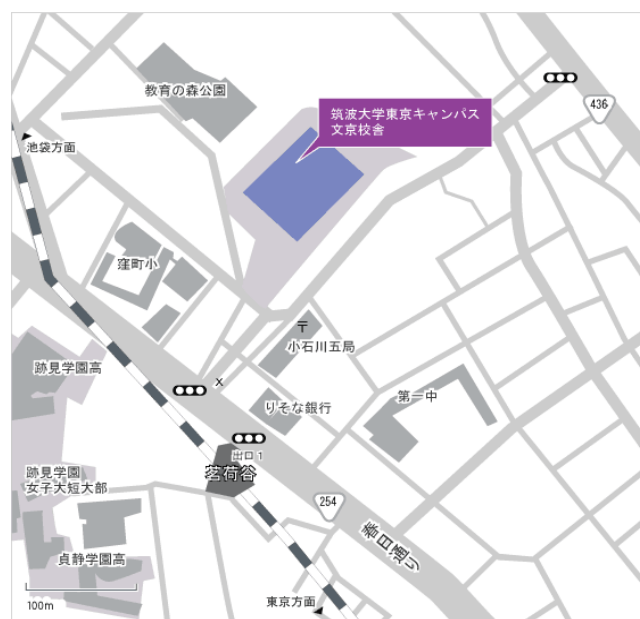 436
教育の森公園
筑波大学東京キャンパス
文京校舎
池袋方面
窪町小
〒
小石川五局
跡見学園高
x
りそな銀行
第一中
出口1
茗荷谷
跡見学園
女子大短大部
254
春日通り
貞静学園高
100m
東京方面